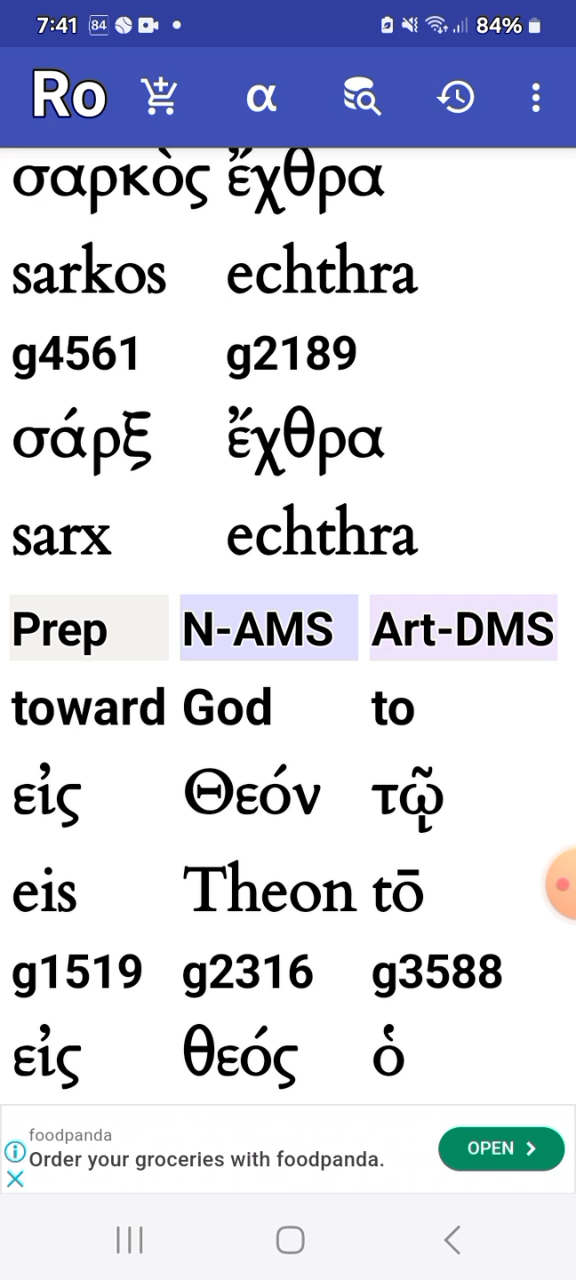 7:41 84 84%
Ro α
σαρκὸς ἔχθρα
sarkos echthra
g4561 g2189
σάρξ ἔχθρα
sarx echthra
Prep N-AMS Art-DMS
toward God to
εἰς Θεόν τῷ
eis Theon tō
g1519 g2316 g3588
εἰς θεός ὁ
foodpanda
Order your groceries with foodpanda.
OPEN